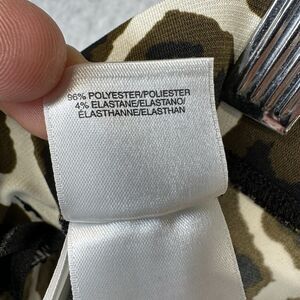 96% POLYESTER/POLIESTER
4% ELASTANE/ELASTANO/
ÉLASTHANNE/ELASTHAN